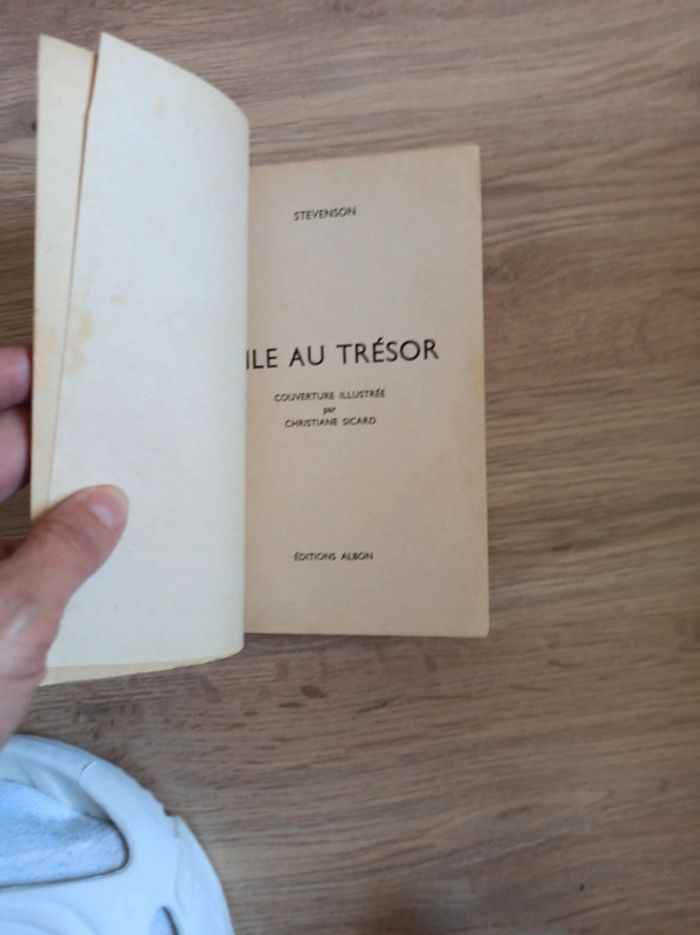 STEVENSON
ILE AU TRÉSOR
COUVERTURE ILLUSTRÉE
par
CHRISTIANE SICARD
ÉDITIONS ALBON